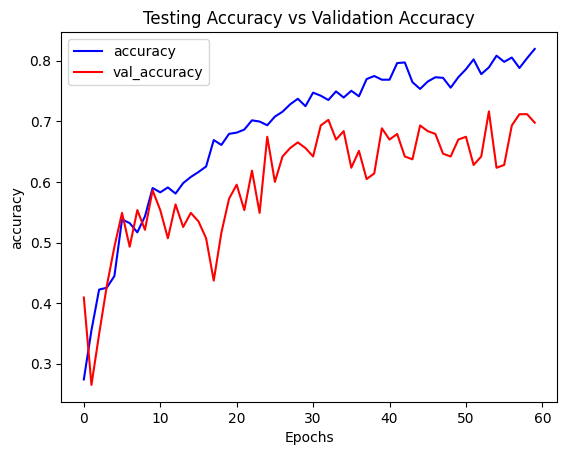 Testing Accuracy vs Validation Accuracy
accuracy
val_accuracy
accuracy
0.8
0.7
0.6
0.5
0.4
0.3
0 10 20 30 40 50 60
Epochs